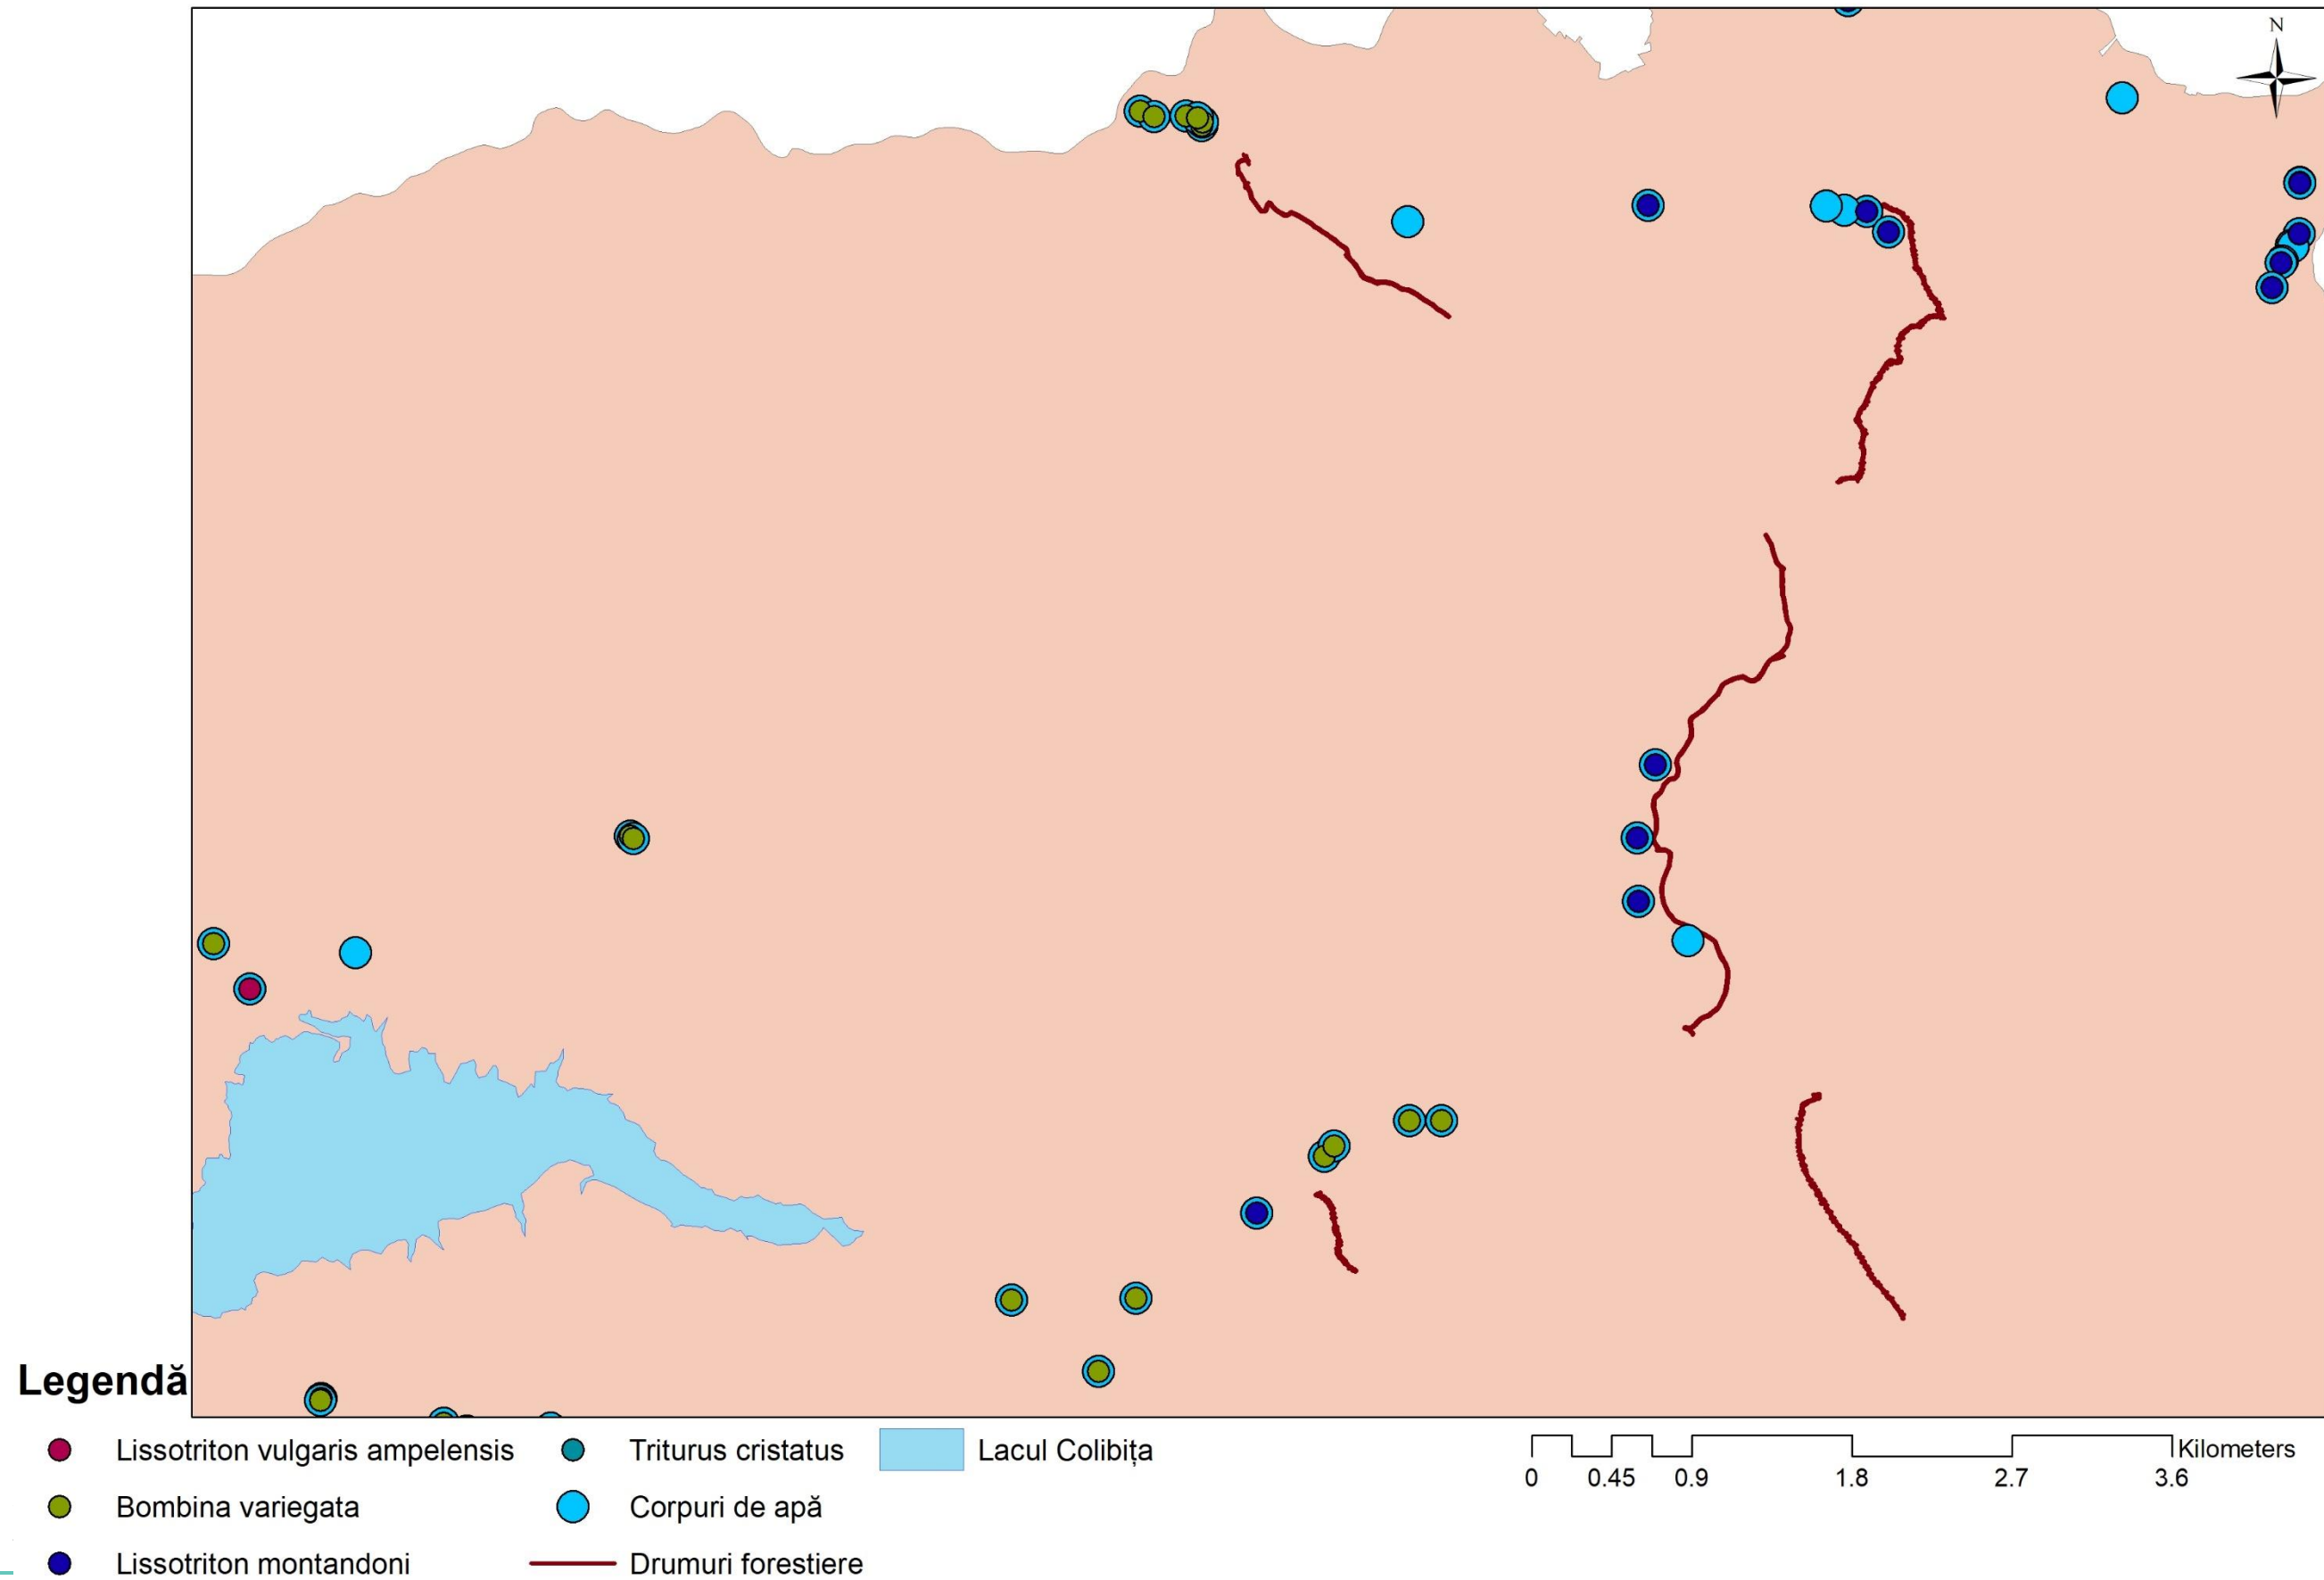 N
Legendă
Lissotriton vulgaris ampelensis
Triturus cristatus
Lacul Colibița
Bombina variegata
Corpuri de apă
Lissotriton montandoni
Drumuri forestiere
Kilometers
0 0.45 0.9 1.8 2.7 3.6